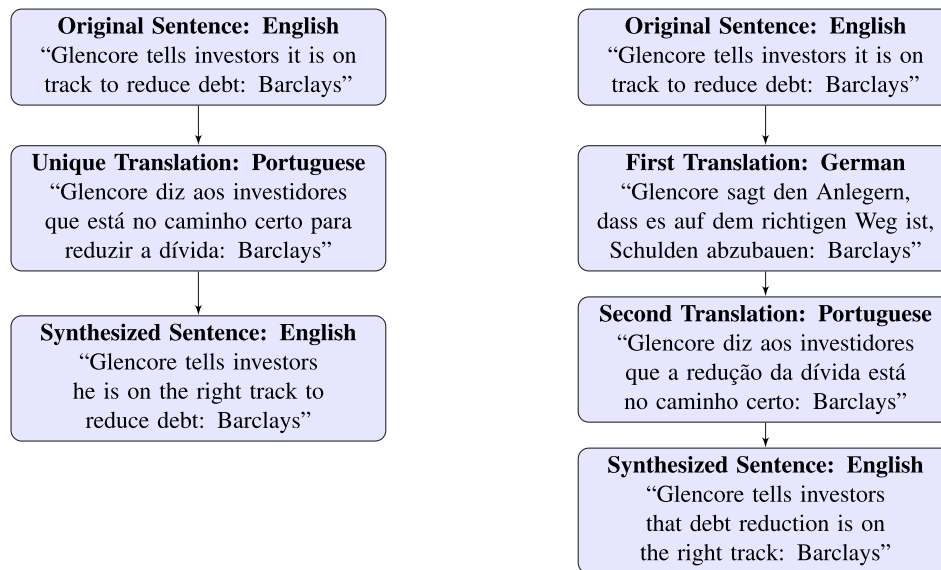 Original Sentence: English
“Glencore tells investors it is on
track to reduce debt: Barclays”
Unique Translation: Portuguese
“Glencore diz aos investidores
que está no caminho certo para
reduzir a dívida: Barclays”
Synthesized Sentence: English
“Glencore tells investors
he is on the right track to
reduce debt: Barclays”
Original Sentence: English
“Glencore tells investors it is on
track to reduce debt: Barclays”
First Translation: German
“Glencore sagt den Anlegern,
dass es auf dem richtigen Weg ist,
Schulden abzubauen: Barclays”
Second Translation: Portuguese
“Glencore diz aos investidores
que a redução da dívida está
no caminho certo: Barclays”
Synthesized Sentence: English
“Glencore tells investors
that debt reduction is on
the right track: Barclays”